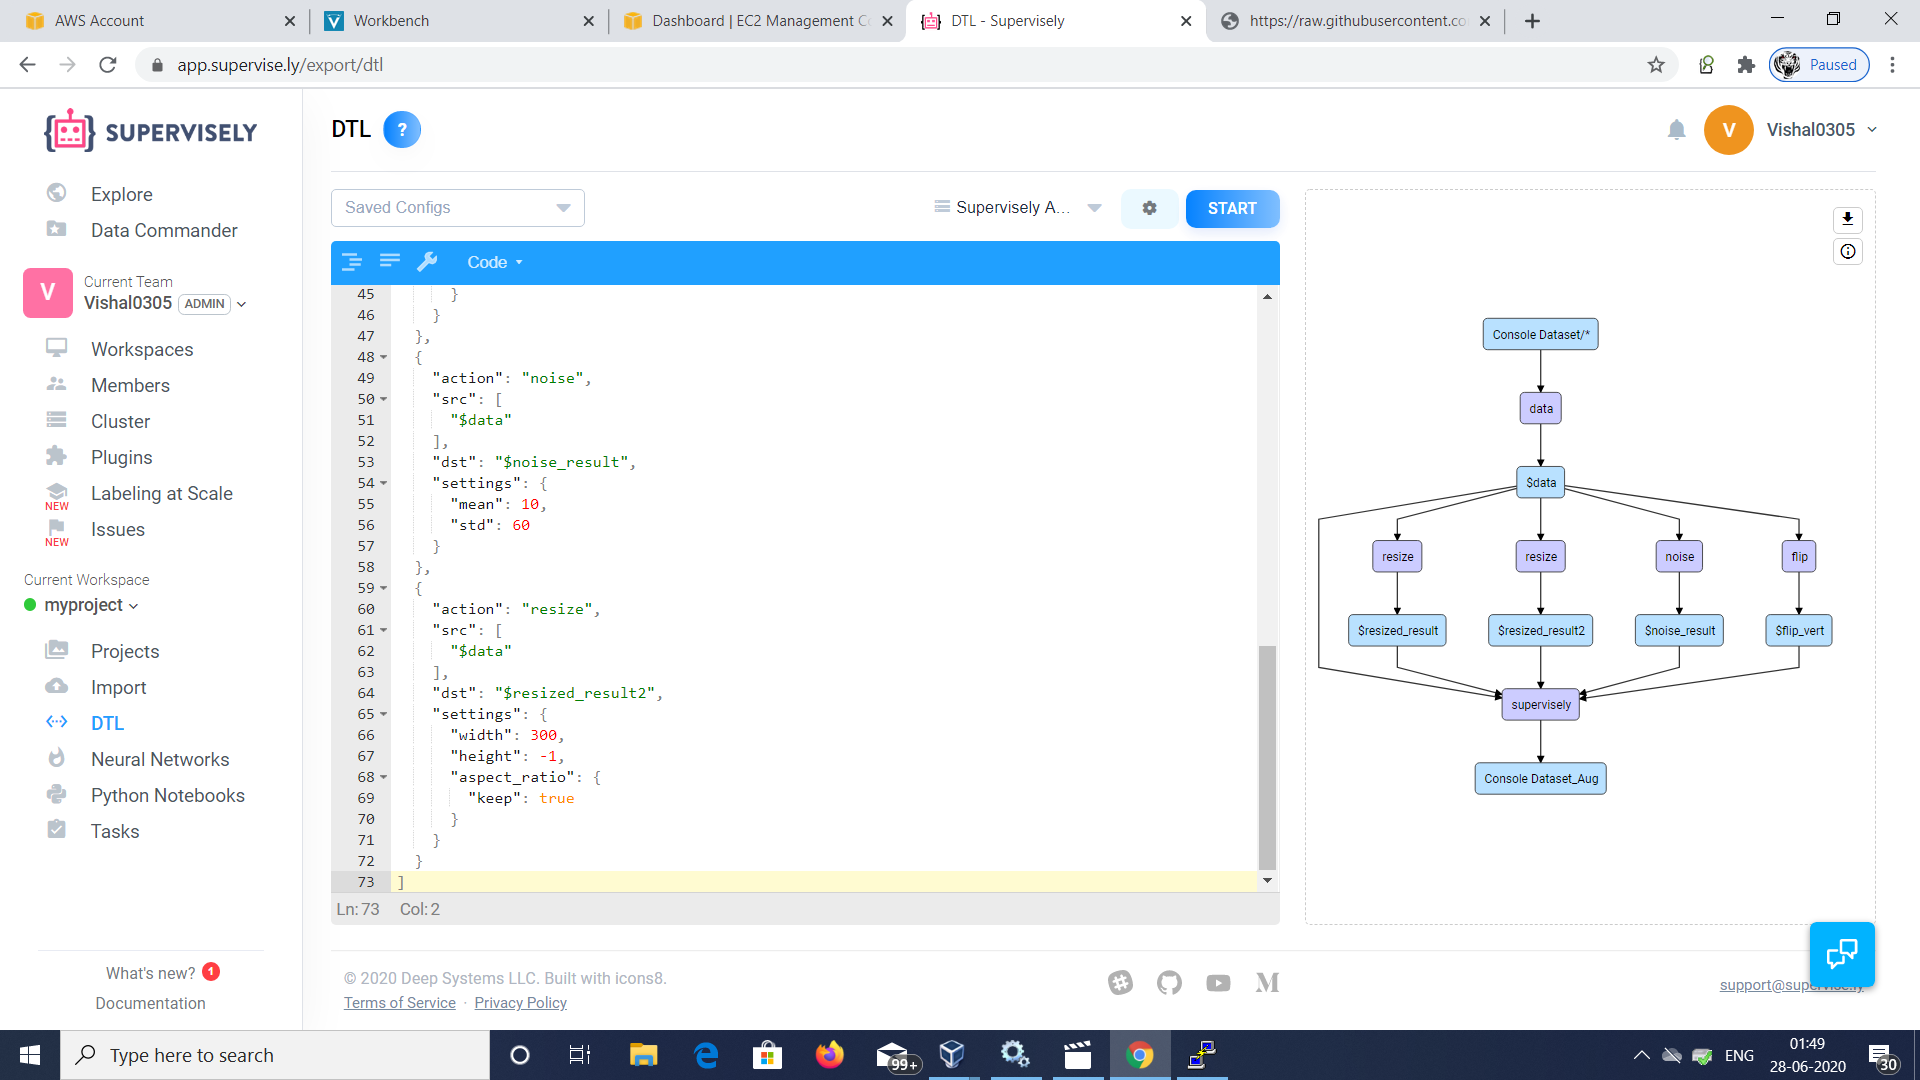 AWS Account
Workbench
Dashboard | EC2 Management Co
DTL - Supervisely
https://raw.githubusercontent.co
app.supervise.ly/export/dtl
Paused
SUPERVISELY
DTL
?
V
Vishal0305
Explore
Data Commander
V
Current Team
Vishal0305 ADMIN
Workspaces
Members
Cluster
Plugins
Labeling at Scale
NEW
Issues
NEW
Current Workspace
myproject
Projects
Import
DTL
Neural Networks
Python Notebooks
Tasks
What's new? 1
Documentation
Saved Configs
Supervisely A...
START
Code
45 }
46 }
47 },
48 {
49 "action": "noise",
50 "src": [
51 "$data"
52 ],
53 "dst": "$noise_result",
54 "settings": {
55 "mean": 10,
56 "std": 60
57 }
58 },
59 {
60 "action": "resize",
61 "src": [
62 "$data"
63 ],
64 "dst": "$resized_result2",
65 "settings": {
66 "width": 300,
67 "height": -1,
68 "aspect_ratio": {
69 "keep": true
70 }
71 }
72 }
73 ]
Ln: 73 Col: 2
Console Dataset/*
data
$data
resize
resize
noise
flip
$resized_result
$resized_result2
$noise_result
$flip_vert
supervisely
Console Dataset_Aug
© 2020 Deep Systems LLC. Built with icons8.
Terms of Service · Privacy Policy
support@supervise.ly
Type here to search
99+
ENG
01:49
28-06-2020
30